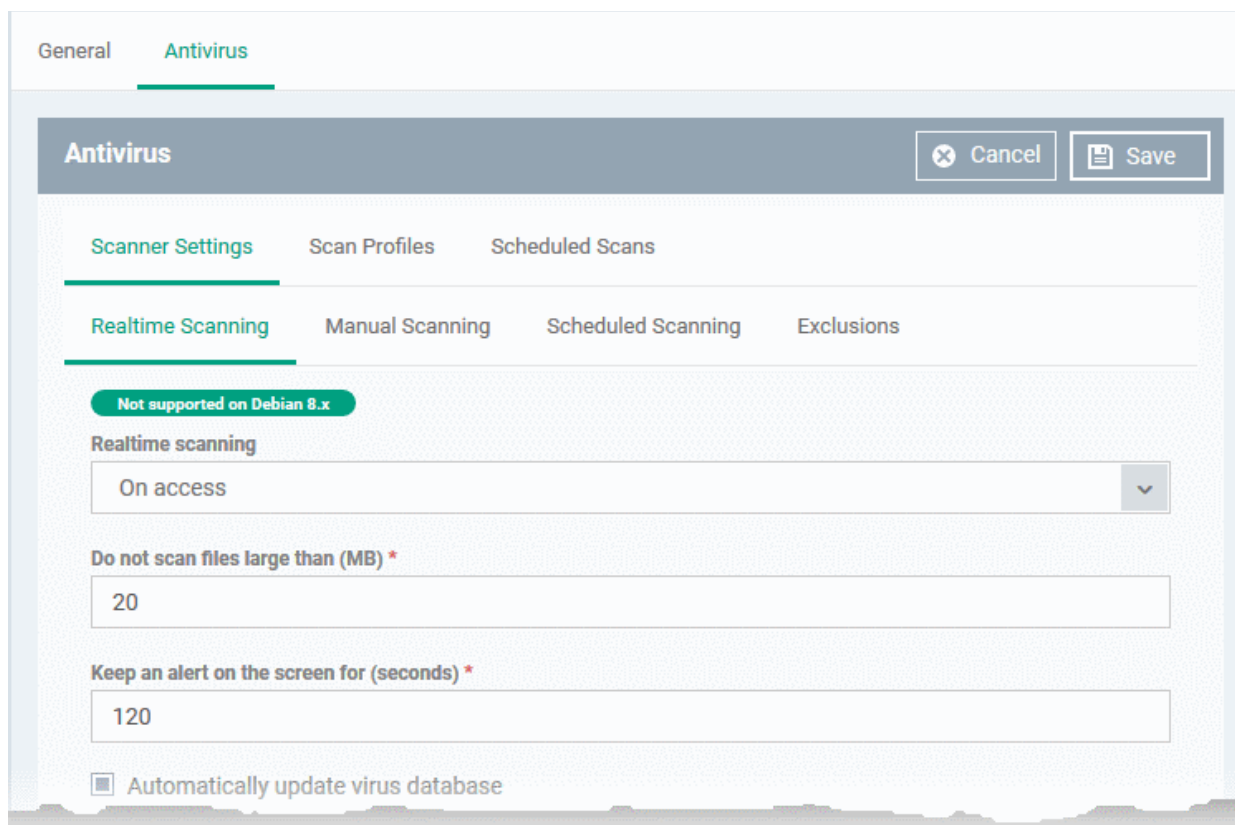 General Antivirus
Antivirus Cancel Save
Scanner Settings Scan Profiles Scheduled Scans
Realtime Scanning Manual Scanning Scheduled Scanning Exclusions
Not supported on Debian 8.x
Realtime scanning
On access
Do not scan files large than (MB) *
20
Keep an alert on the screen for (seconds) *
120
Automatically update virus database